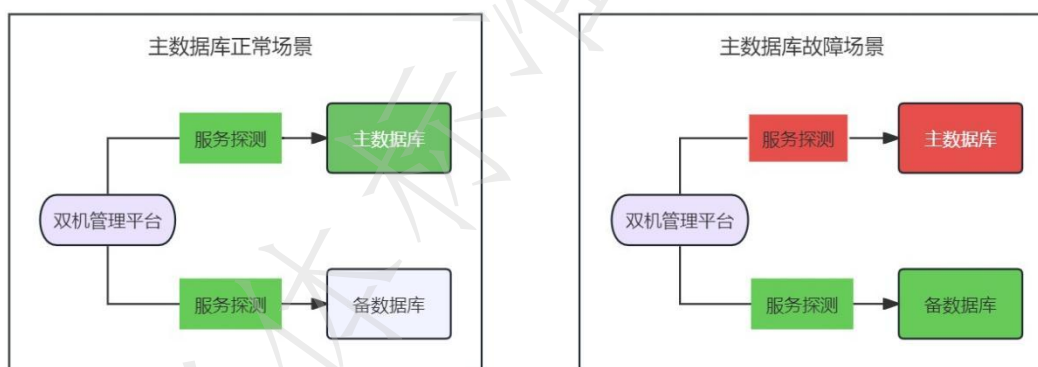 主数据库正常场景
服务探测
主数据库
双机管理平台
服务探测
备数据库
主数据库故障场景
服务探测
主数据库
双机管理平台
服务探测
备数据库